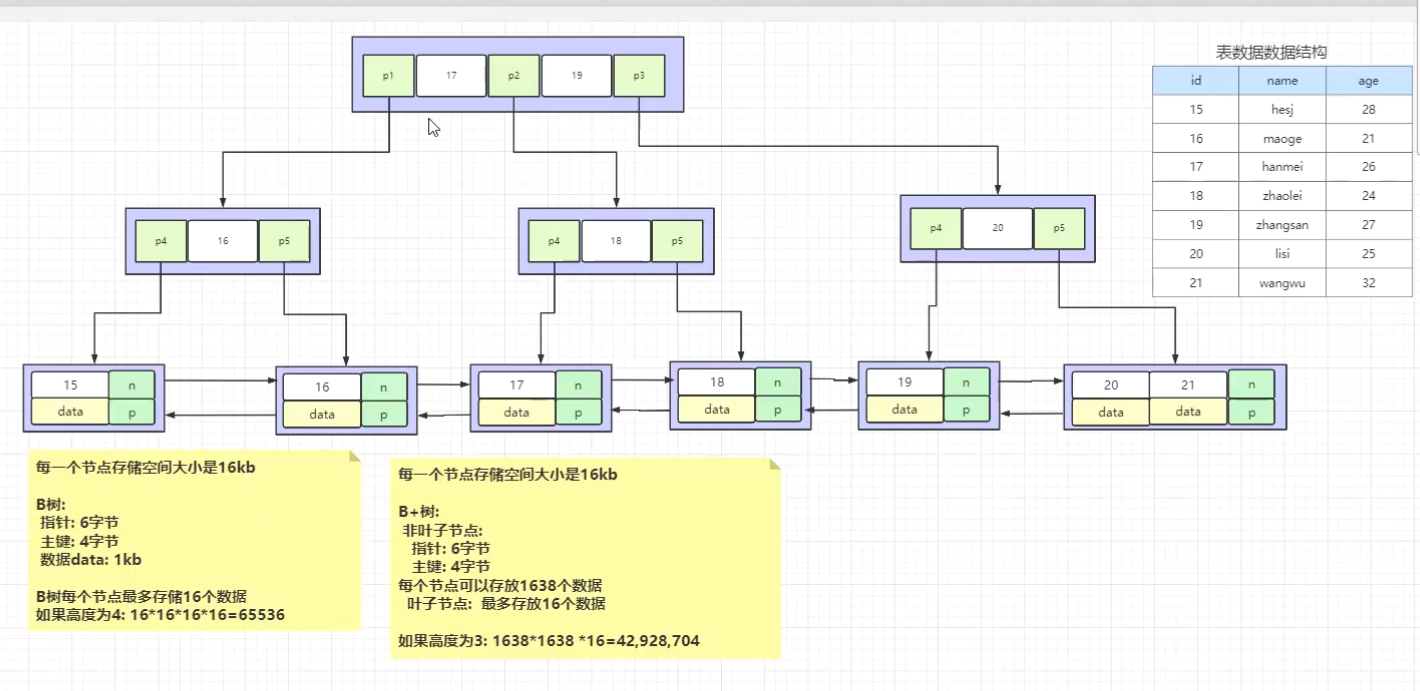 表数据数据结构
id name age
15 hesj 28
16 maoge 21
17 hanmei 26
18 zhaolei 24
19 zhangsan 27
20 lisi 25
21 wangwu 32
p1 17 p2 19 p3
p4 16 p5
p4 18 p5
p4 20 p5
15 n
data p
16 n
data p
17 n
data p
18 n
data p
19 n
data p
20 21 n
data data p
每一个节点存储空间大小是16kb
B树:
指针: 6字节
主键: 4字节
数据data: 1kb
B树每个节点最多存储16个数据
如果高度为4: 16*16*16*16=65536
每一个节点存储空间大小是16kb
B+树:
非叶子节点:
指针: 6字节
主键: 4字节
每个节点可以存放1638个数据
叶子节点: 最多存放16个数据
如果高度为3: 1638*1638 *16=42,928,704